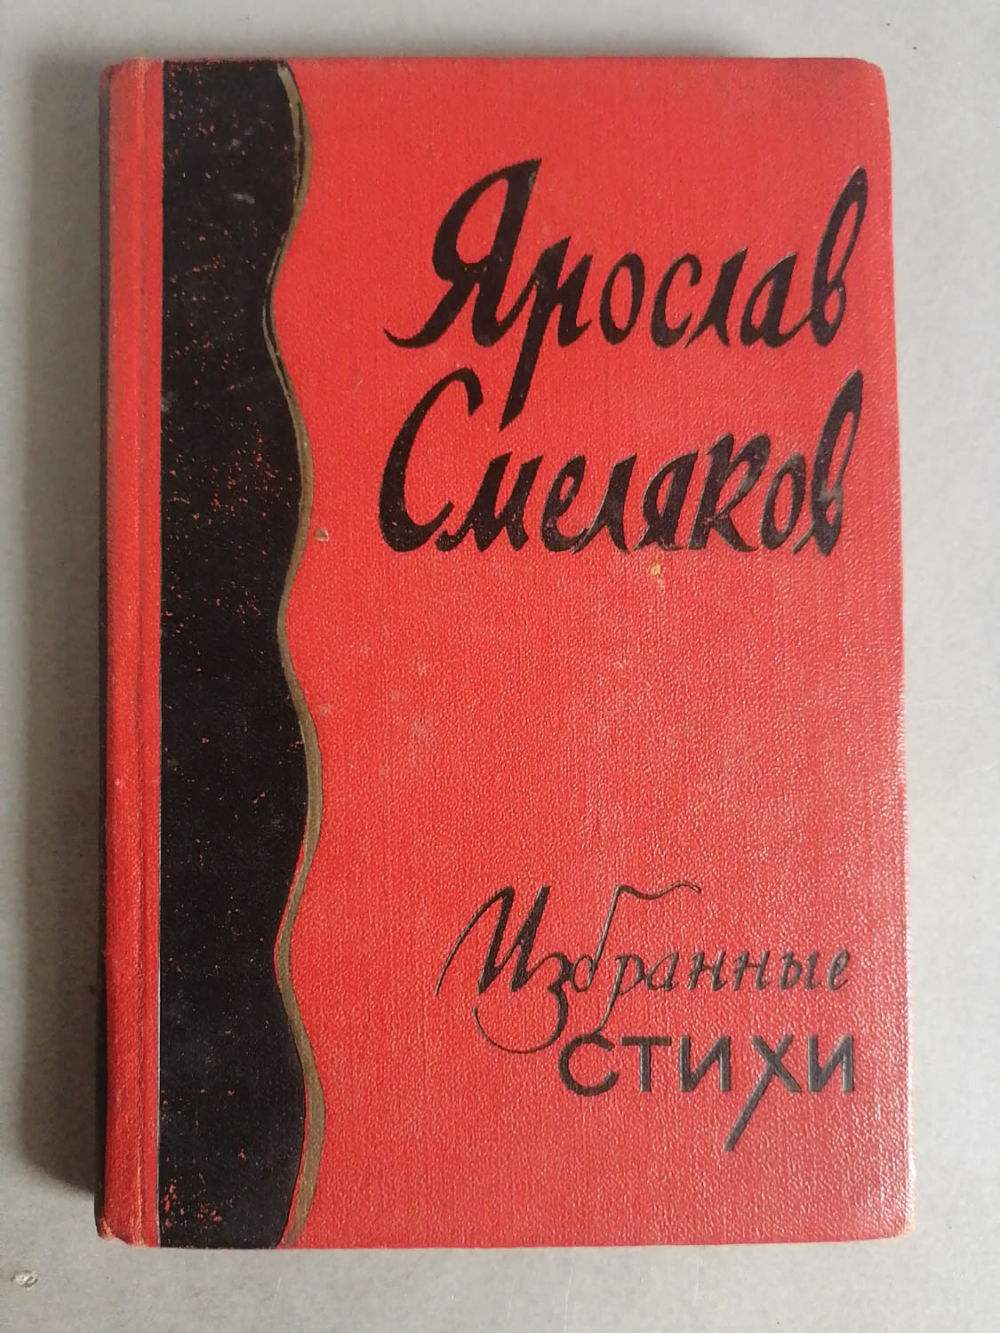 Ярослав
Смеляков
Избранные
стихи